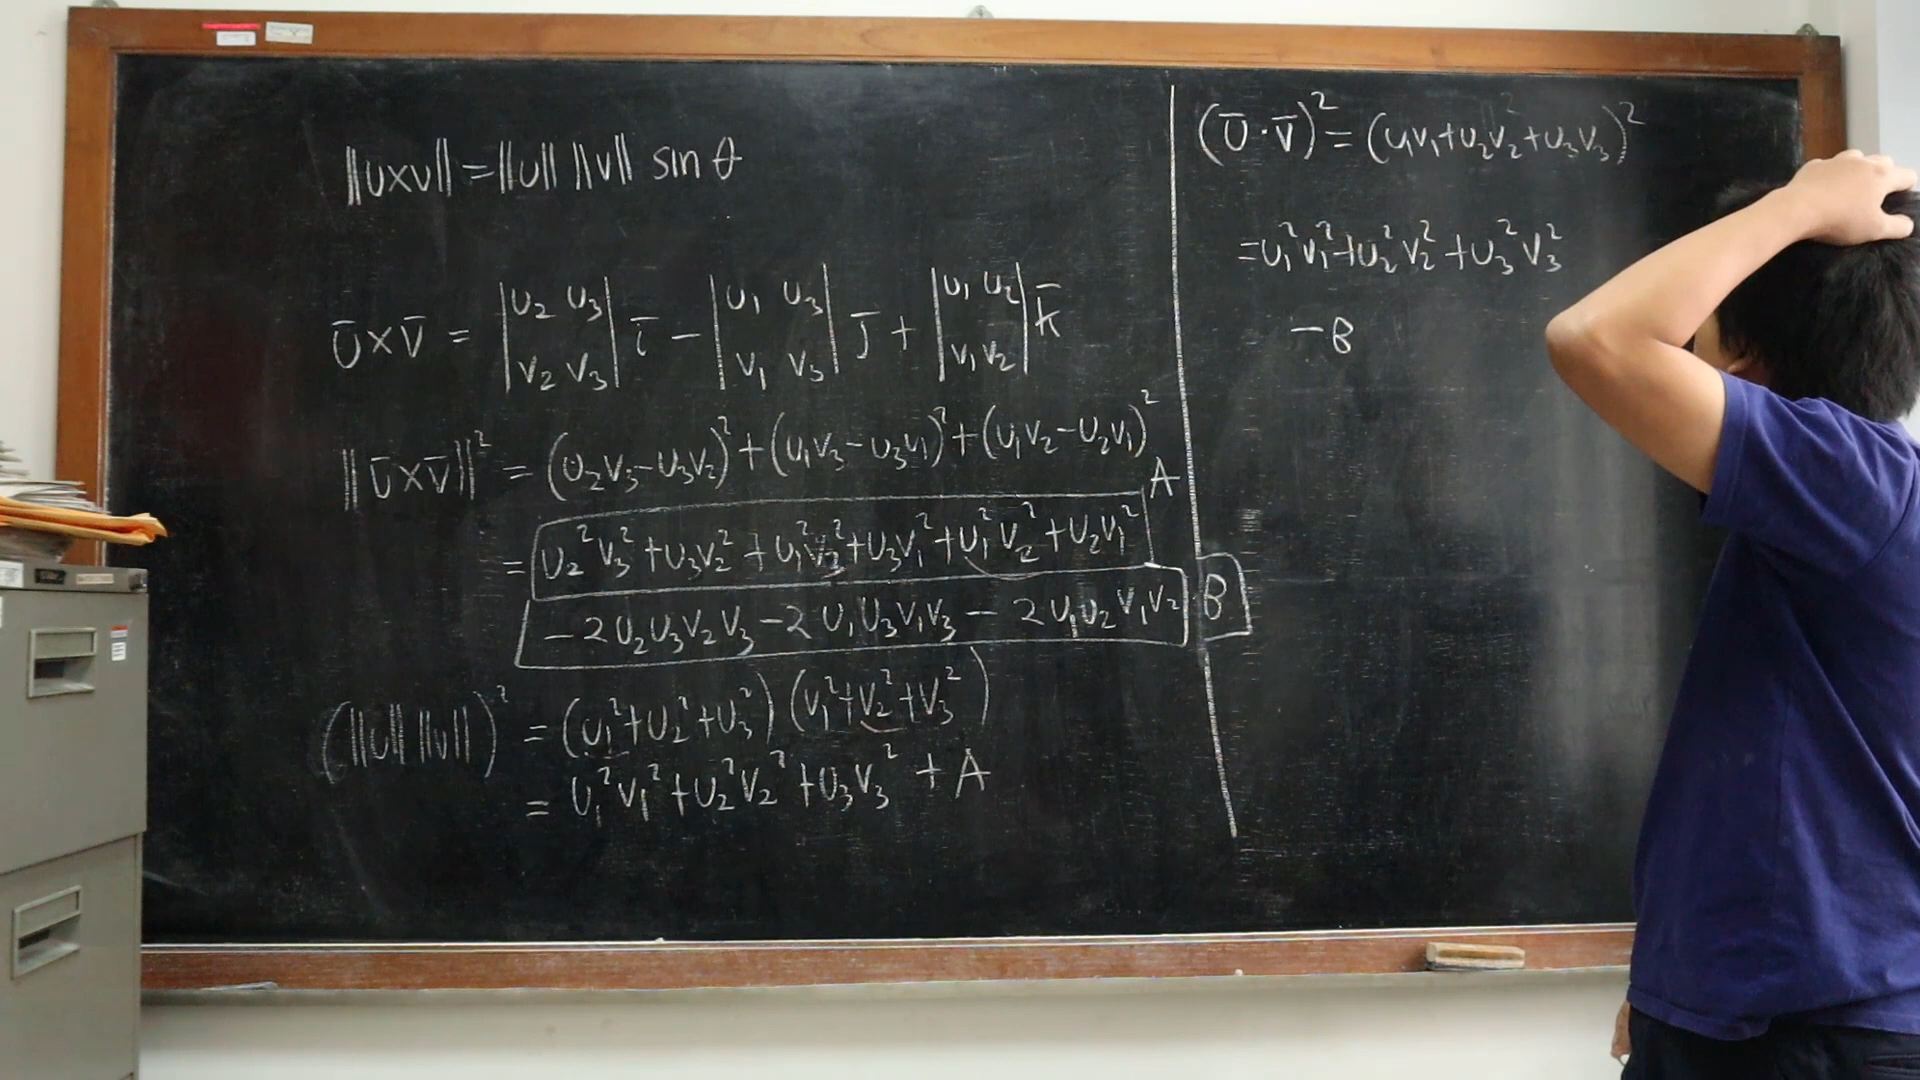 ||U×V|| = ||U|| ||V|| sin θ
Ū×V̄ = |U₂ U₃; V₂ V₃| ī − |U₁ U₃; V₁ V₃| j̄ + |U₁ U₂; V₁ V₂| k̄
||Ū×V̄||² = (U₂V₃−U₃V₂)² + (U₁V₃−U₃V₁)² + (U₁V₂−U₂V₁)²
A
= U₂²V₃² + U₃V₂² + U₁²V₂² + U₃V₁² + U₁²V₂² + U₂V₁²
− 2U₂U₃V₂V₃ − 2U₁U₃V₁V₃ − 2U₁U₂V₁V₂ B
(||U|| ||U||)² = (U₁²+U₂²+U₃²)(V₁²+V₂²+V₃²)
= U₁²V₁² + U₂²V₂² + U₃V₃² + A
(Ū·V̄)² = (U₁V₁+U₂V₂+U₃V₃)²
= U₁²V₁² + U₂²V₂² + U₃²V₃²
− B